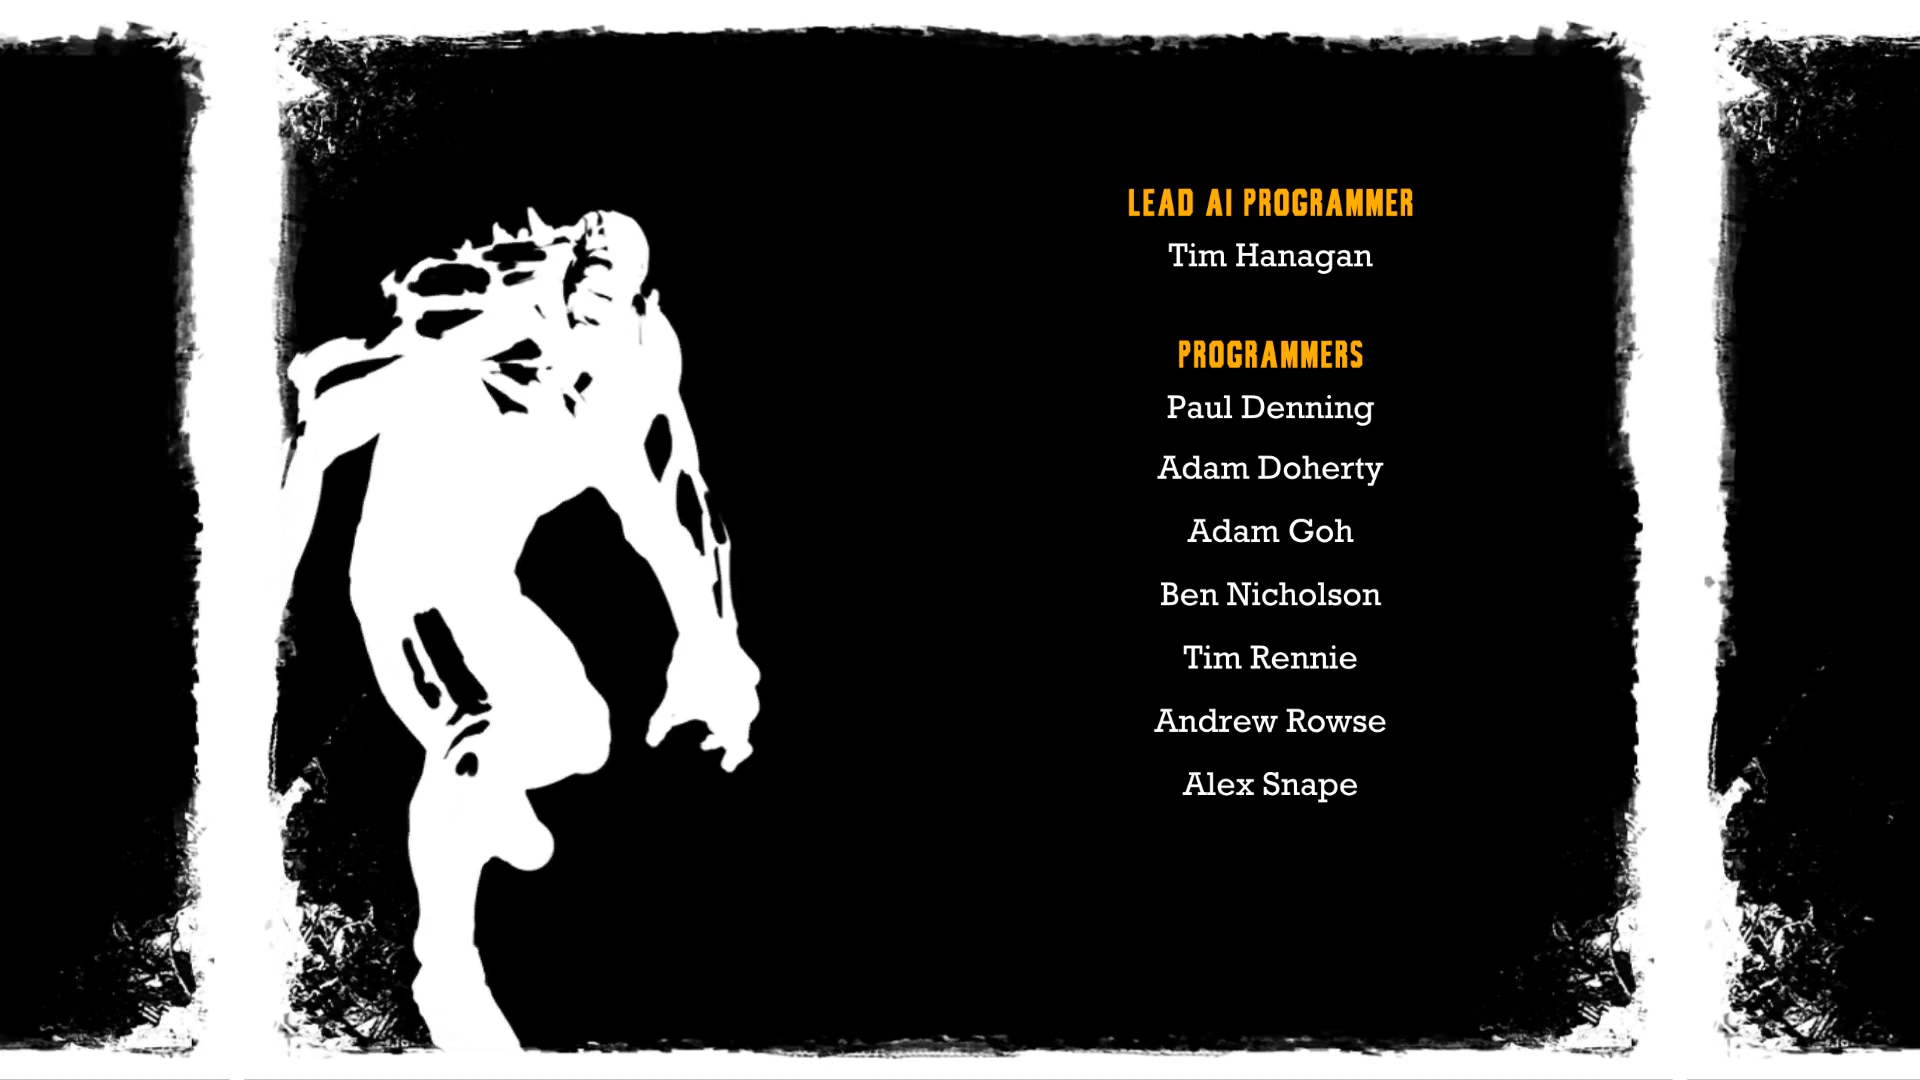 LEAD AI PROGRAMMER
Tim Hanagan
PROGRAMMERS
Paul Denning
Adam Doherty
Adam Goh
Ben Nicholson
Tim Rennie
Andrew Rowse
Alex Snape